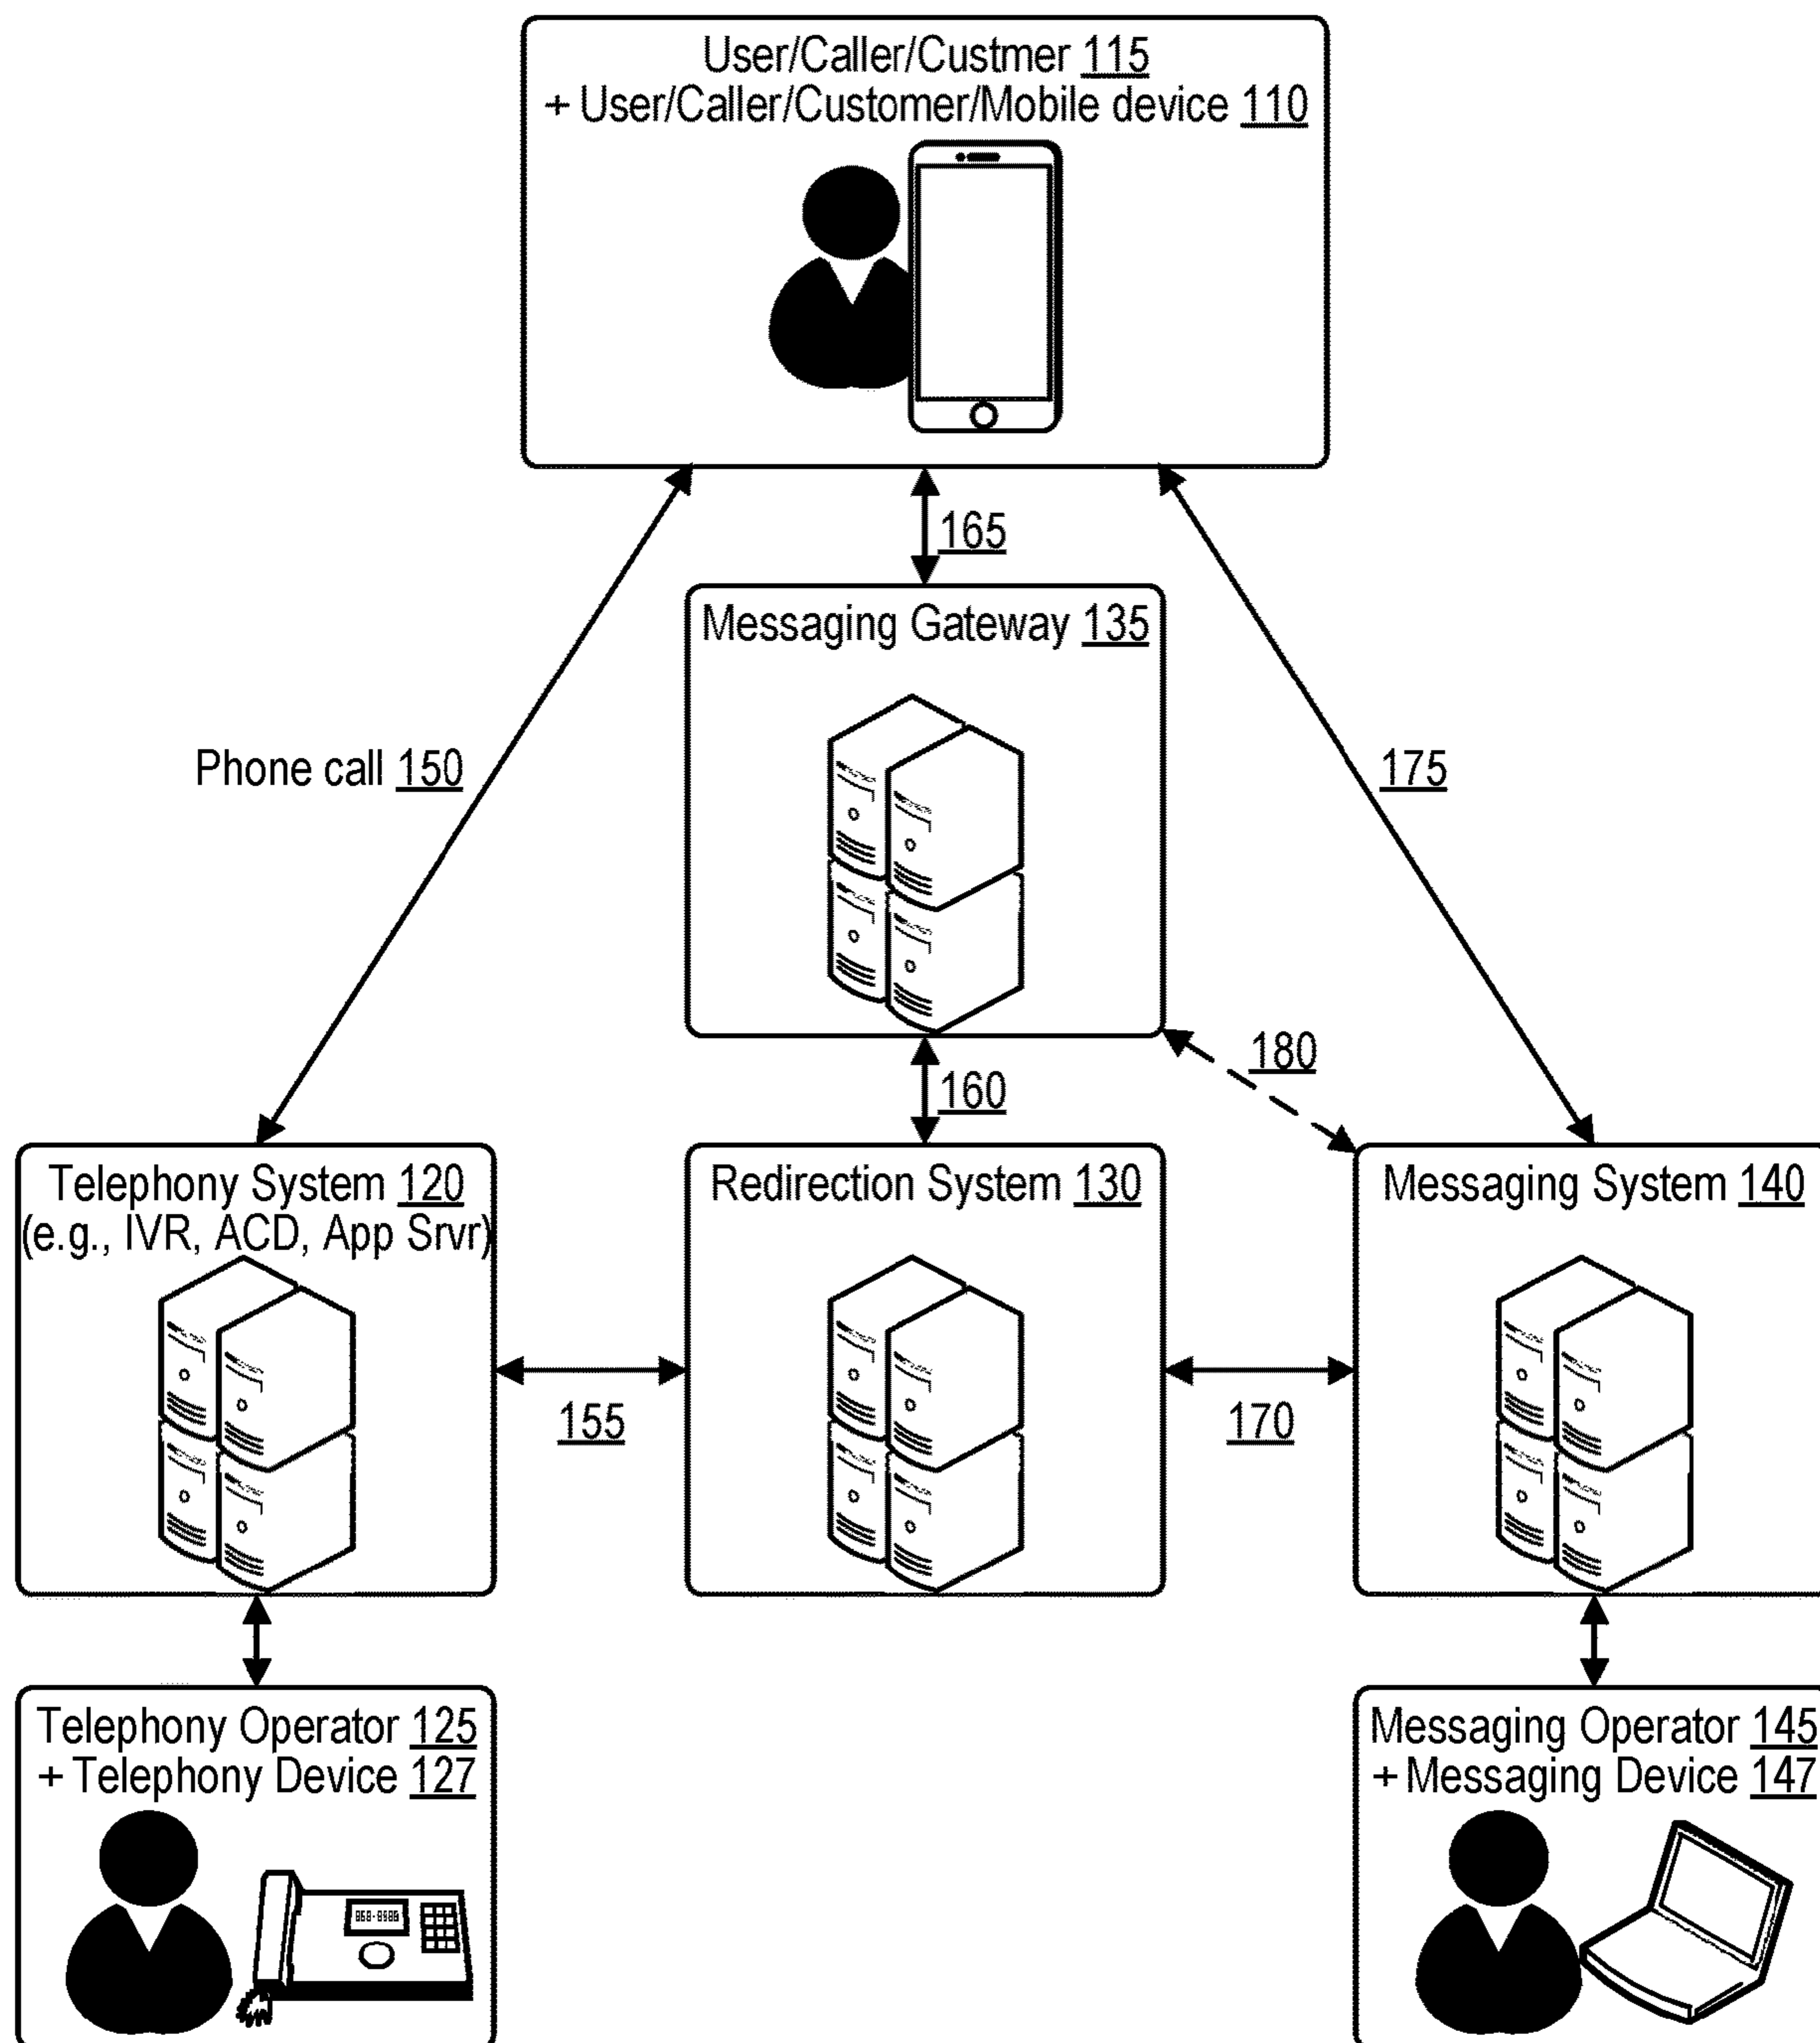 User/Caller/Custmer 115
+ User/Caller/Customer/Mobile device 110
165
Messaging Gateway 135
Phone call 150
175
180
160
Telephony System 120
(e.g., IVR, ACD, App Srvr)
Redirection System 130
Messaging System 140
155
170
Telephony Operator 125
+ Telephony Device 127
Messaging Operator 145
+ Messaging Device 147